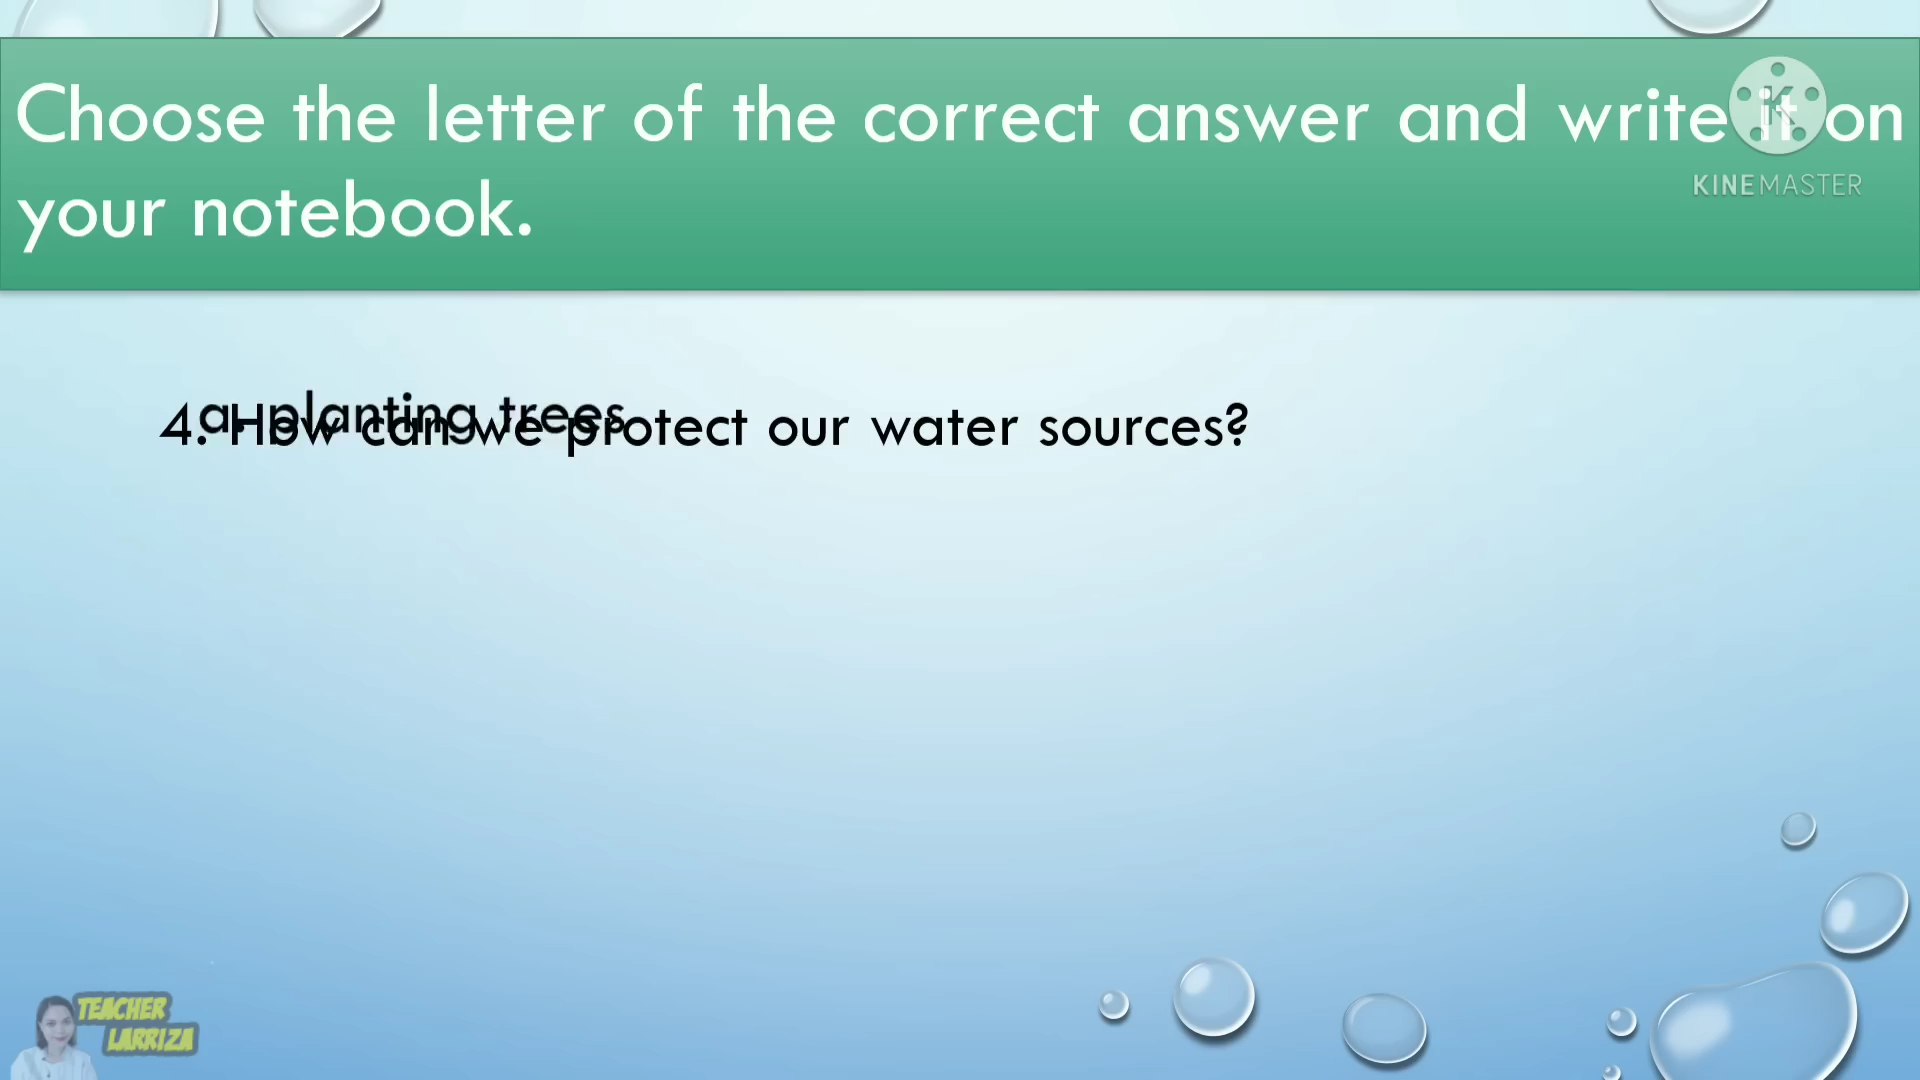 Choose the letter of the correct answer and write it on
your notebook.
KINEMASTER
a. planting trees
4. How can we protect our water sources?
TEACHER
LARRIZA